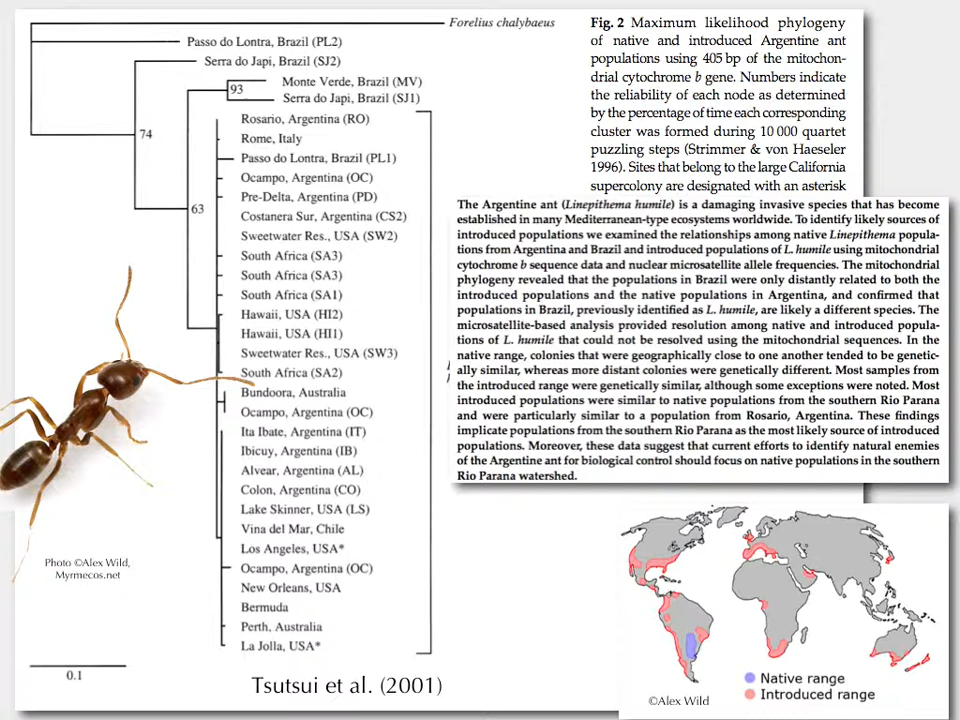 Forelius chalybaeus
Passo do Lontra, Brazil (PL2)
Serra do Japi, Brazil (SJ2)
Monte Verde, Brazil (MV)
93
Serra do Japi, Brazil (SJ1)
74
63
Rosario, Argentina (RO)
Rome, Italy
Passo do Lontra, Brazil (PL1)
Ocampo, Argentina (OC)
Pre-Delta, Argentina (PD)
Costanera Sur, Argentina (CS2)
Sweetwater Res., USA (SW2)
South Africa (SA3)
South Africa (SA3)
South Africa (SA1)
Hawaii, USA (HI2)
Hawaii, USA (HI1)
Sweetwater Res., USA (SW3)
South Africa (SA2)
Bundoora, Australia
Ocampo, Argentina (OC)
Ita Ibate, Argentina (IT)
Ibicuy, Argentina (IB)
Alvear, Argentina (AL)
Colon, Argentina (CO)
Lake Skinner, USA (LS)
Vina del Mar, Chile
Los Angeles, USA*
Ocampo, Argentina (OC)
New Orleans, USA
Bermuda
Perth, Australia
La Jolla, USA*
0.1
Tsutsui et al. (2001)
Photo ©Alex Wild,
Myrmecos.net
Fig. 2 Maximum likelihood phylogeny
of native and introduced Argentine ant
populations using 405 bp of the mitochon-
drial cytochrome b gene. Numbers indicate
the reliability of each node as determined
by the percentage of time each corresponding
cluster was formed during 10 000 quartet
puzzling steps (Strimmer & von Haeseler
1996). Sites that belong to the large California
supercolony are designated with an asterisk
The Argentine ant (Linepithema humile) is a damaging invasive species that has become
established in many Mediterranean-type ecosystems worldwide. To identify likely sources of
introduced populations we examined the relationships among native Linepithema popula-
tions from Argentina and Brazil and introduced populations of L. humile using mitochondrial
cytochrome b sequence data and nuclear microsatellite allele frequencies. The mitochondrial
phylogeny revealed that the populations in Brazil were only distantly related to both the
introduced populations and the native populations in Argentina, and confirmed that
populations in Brazil, previously identified as L. humile, are likely a different species. The
microsatellite-based analysis provided resolution among native and introduced popula-
tions of L. humile that could not be resolved using the mitochondrial sequences. In the
native range, colonies that were geographically close to one another tended to be genetic-
ally similar, whereas more distant colonies were genetically different. Most samples from
the introduced range were genetically similar, although some exceptions were noted. Most
introduced populations were similar to native populations from the southern Rio Parana
and were particularly similar to a population from Rosario, Argentina. These findings
implicate populations from the southern Rio Parana as the most likely source of introduced
populations. Moreover, these data suggest that current efforts to identify natural enemies
of the Argentine ant for biological control should focus on native populations in the southern
Rio Parana watershed.
Native range
Introduced range
©Alex Wild